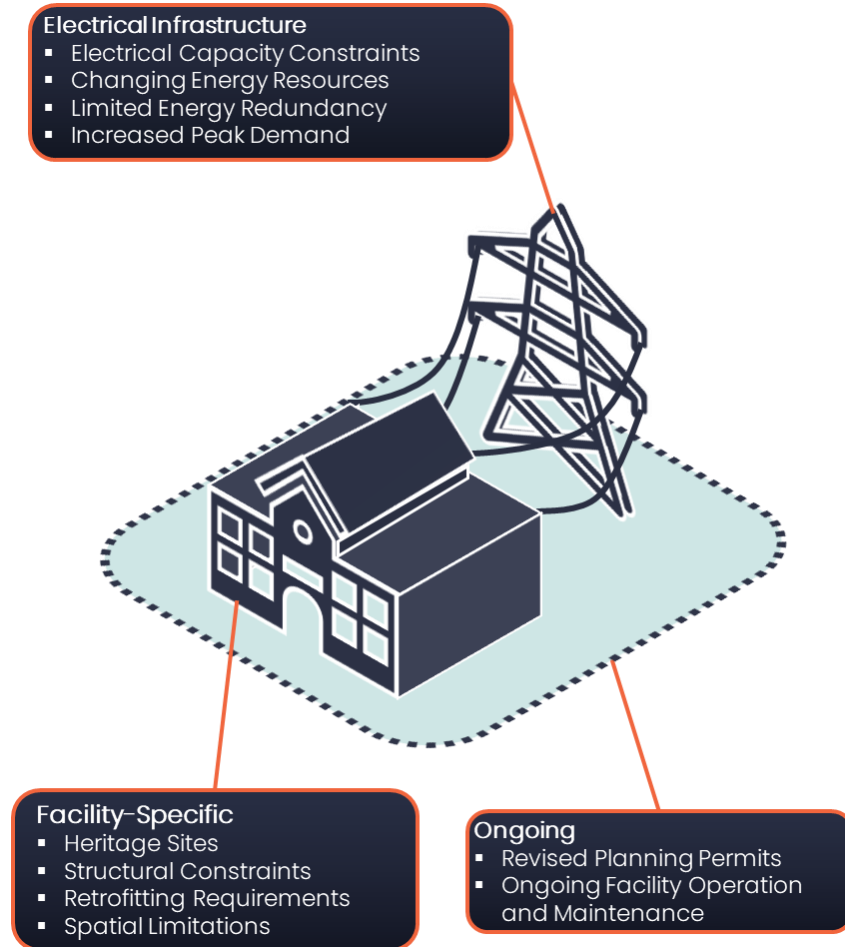 Electrical Infrastructure
▪ Electrical Capacity Constraints
▪ Changing Energy Resources
▪ Limited Energy Redundancy
▪ Increased Peak Demand
Facility-Specific
▪ Heritage Sites
▪ Structural Constraints
▪ Retrofitting Requirements
▪ Spatial Limitations
Ongoing
▪ Revised Planning Permits
▪ Ongoing Facility Operation
and Maintenance